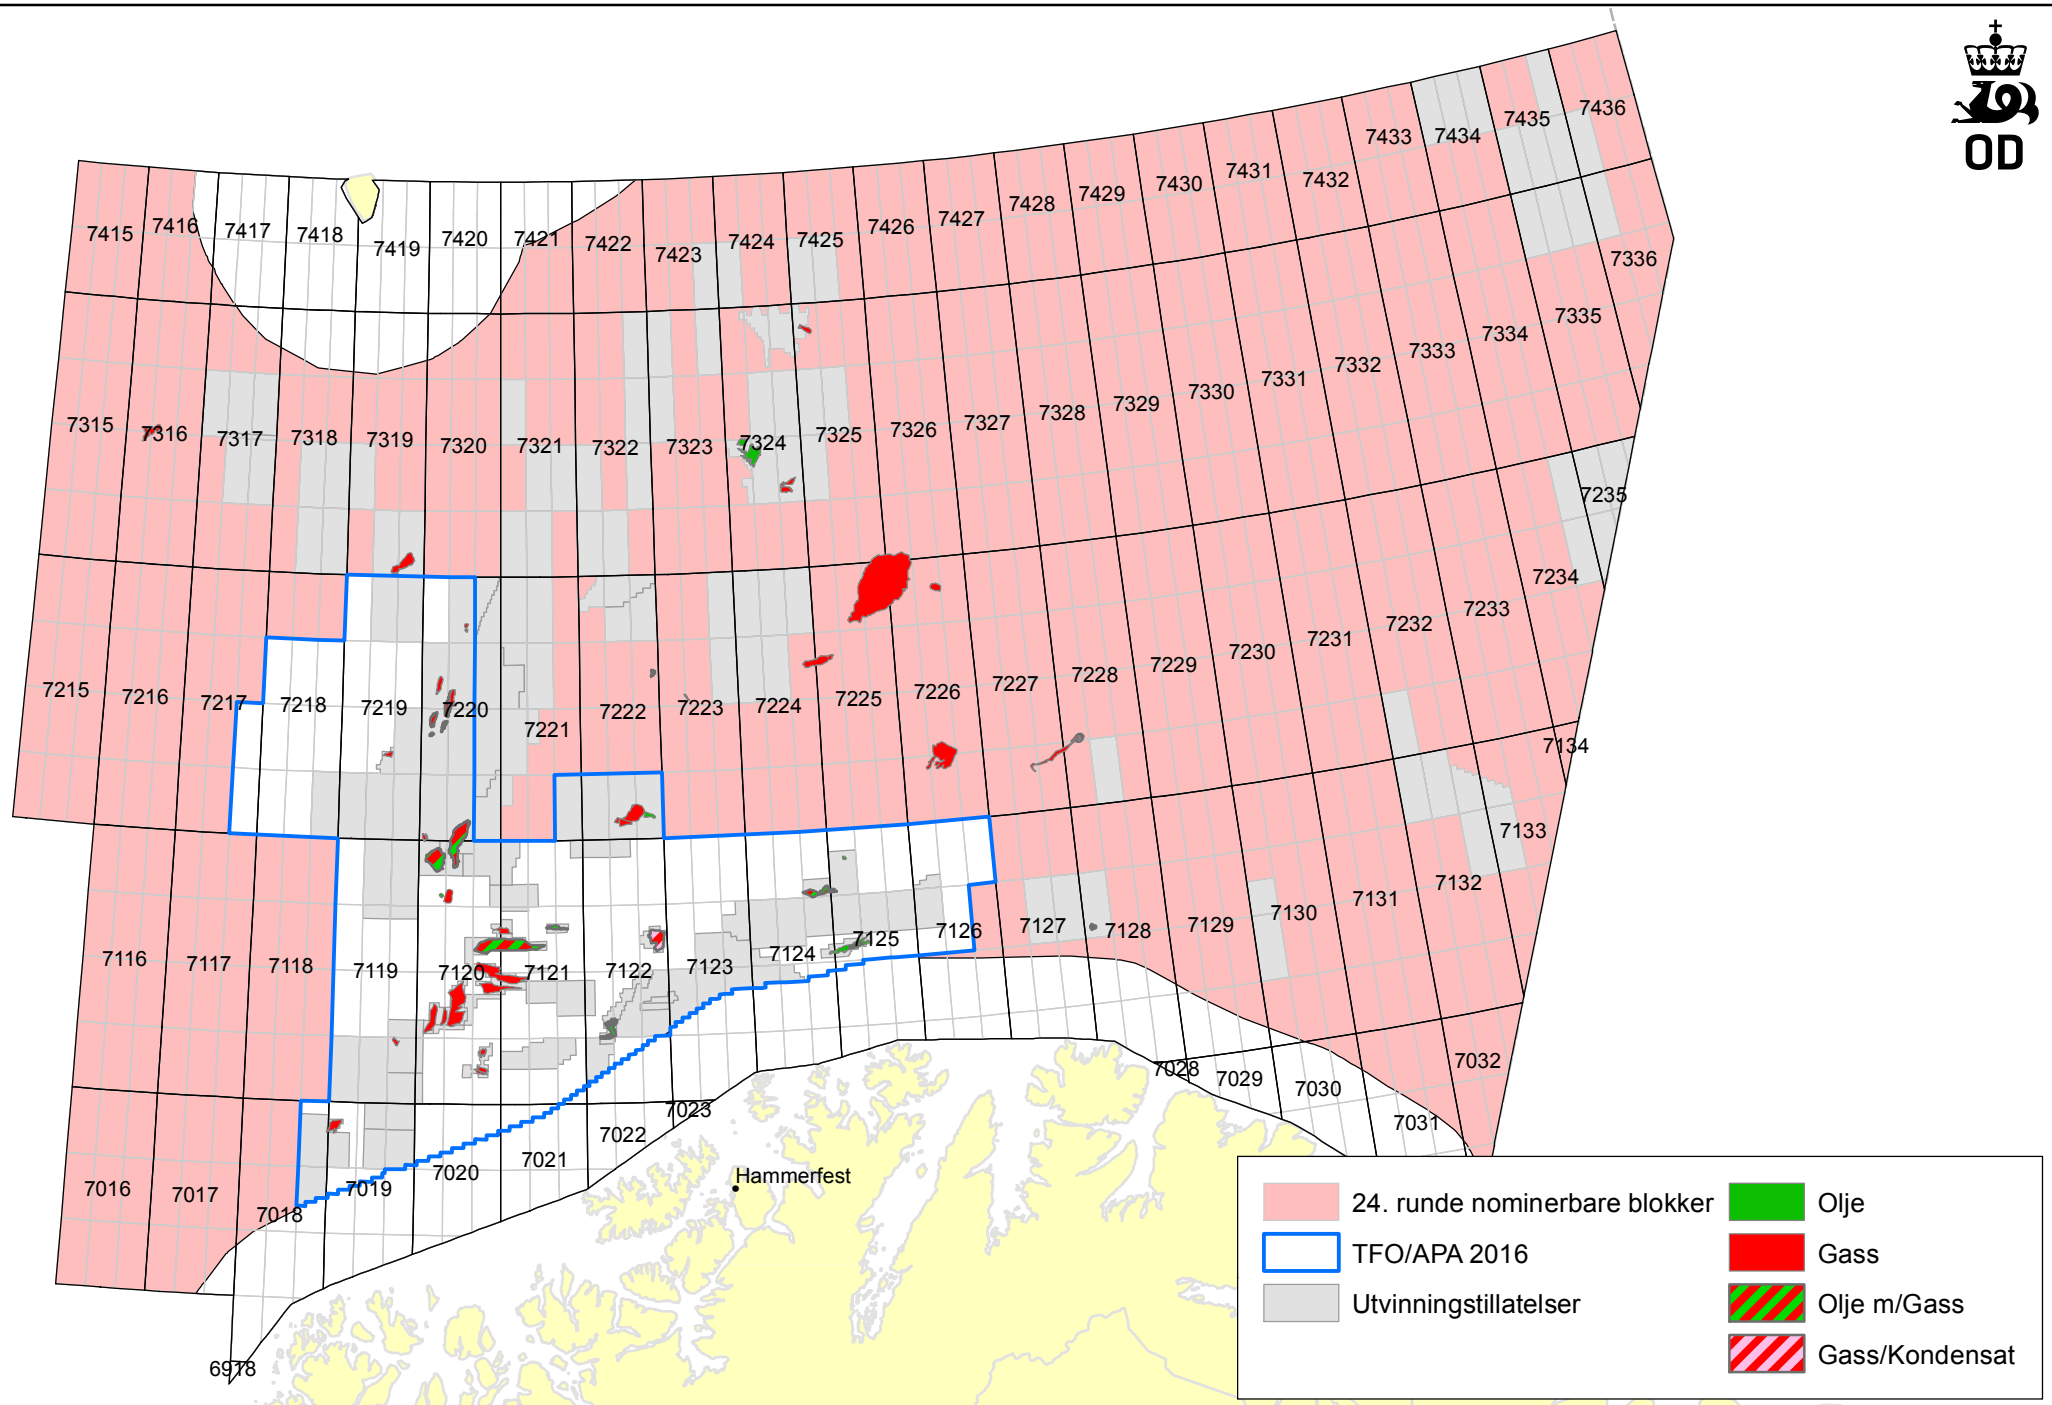 OD
7415 7416 7417 7418 7419 7420 7421 7422 7423 7424 7425 7426 7427 7428 7429 7430 7431 7432 7433 7434 7435 7436
7315 7316 7317 7318 7319 7320 7321 7322 7323 7324 7325 7326 7327 7328 7329 7330 7331 7332 7333 7334 7335 7336
7215 7216 7217 7218 7219 7220 7221 7222 7223 7224 7225 7226 7227 7228 7229 7230 7231 7232 7233 7234 7235
7116 7117 7118 7119 7120 7121 7122 7123 7124 7125 7126 7127 7128 7129 7130 7131 7132 7133 7134
7016 7017 7018 7019 7020 7021 7022 7023 7028 7029 7030 7031 7032
6918
Hammerfest
24. runde nominerbare blokker
TFO/APA 2016
Utvinningstillatelser
Olje
Gass
Olje m/Gass
Gass/Kondensat